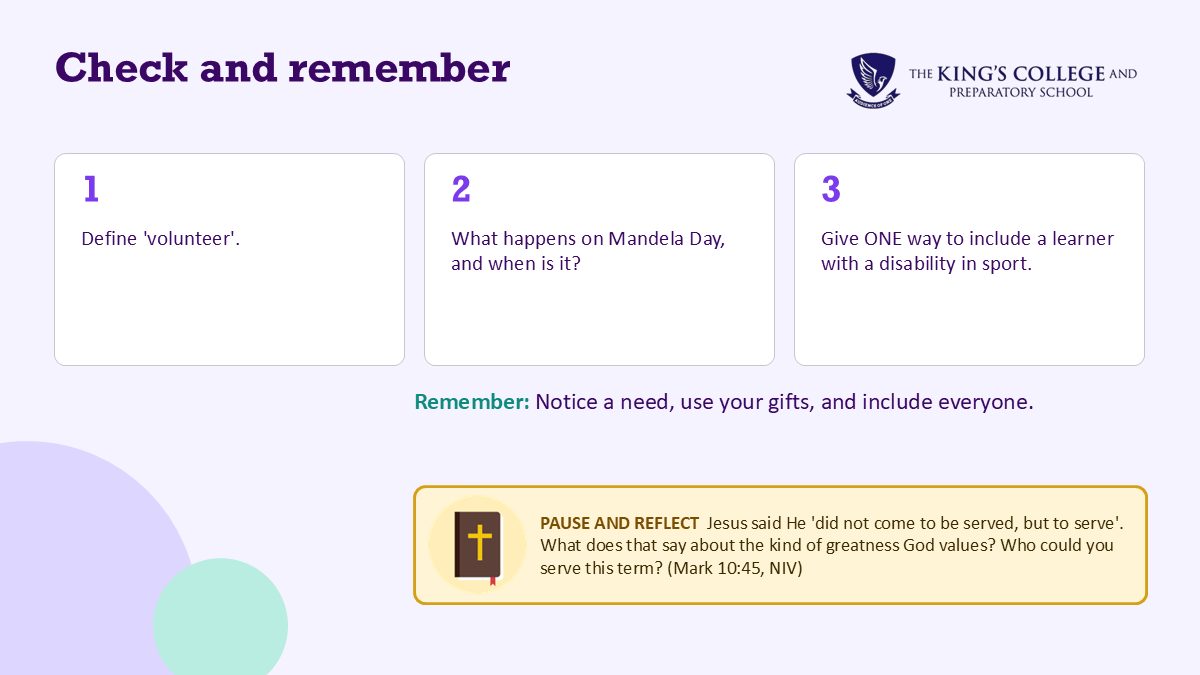 Check and remember
THE KING'S COLLEGE AND
PREPARATORY SCHOOL
AUDIENCE OF ONE
1
Define 'volunteer'.
2
What happens on Mandela Day,
and when is it?
3
Give ONE way to include a learner
with a disability in sport.
Remember: Notice a need, use your gifts, and include everyone.
PAUSE AND REFLECT Jesus said He 'did not come to be served, but to serve'.
What does that say about the kind of greatness God values? Who could you
serve this term? (Mark 10:45, NIV)